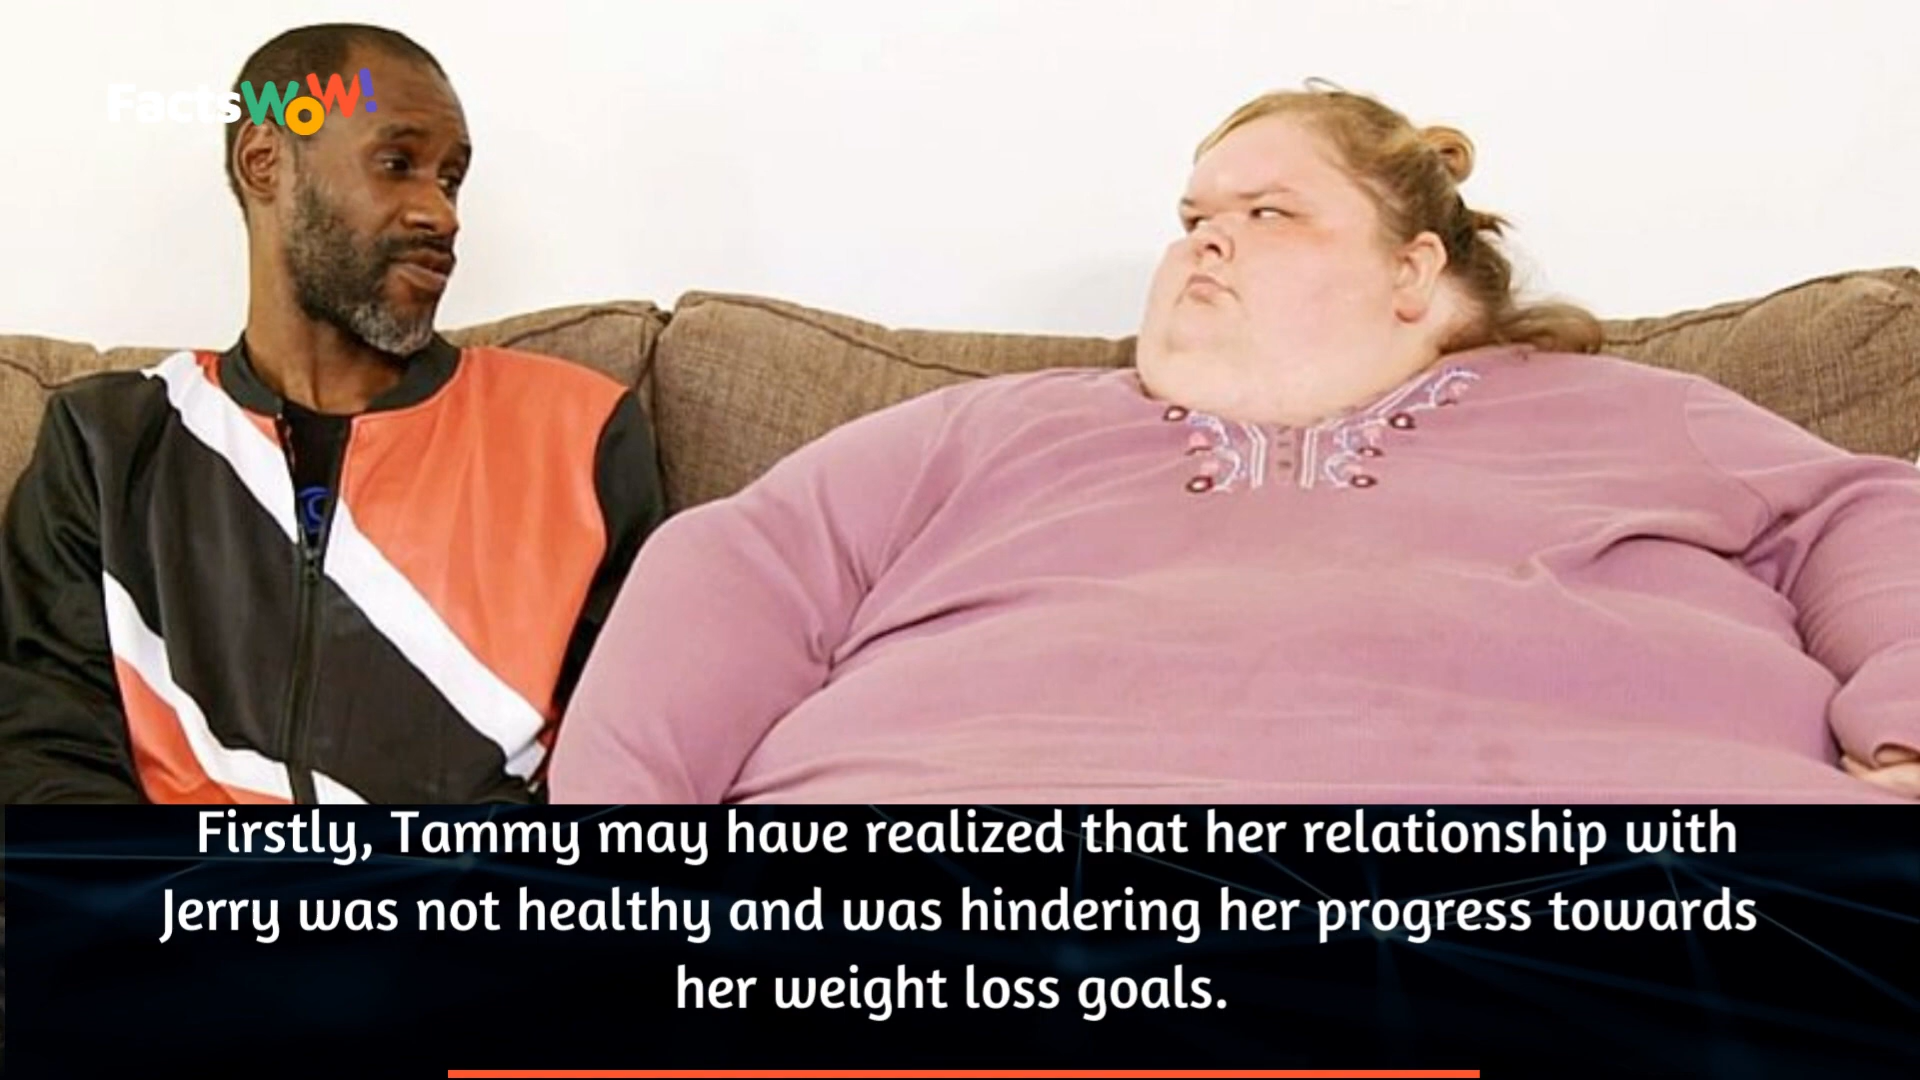 FactsWOW!
Firstly, Tammy may have realized that her relationship with
Jerry was not healthy and was hindering her progress towards
her weight loss goals.